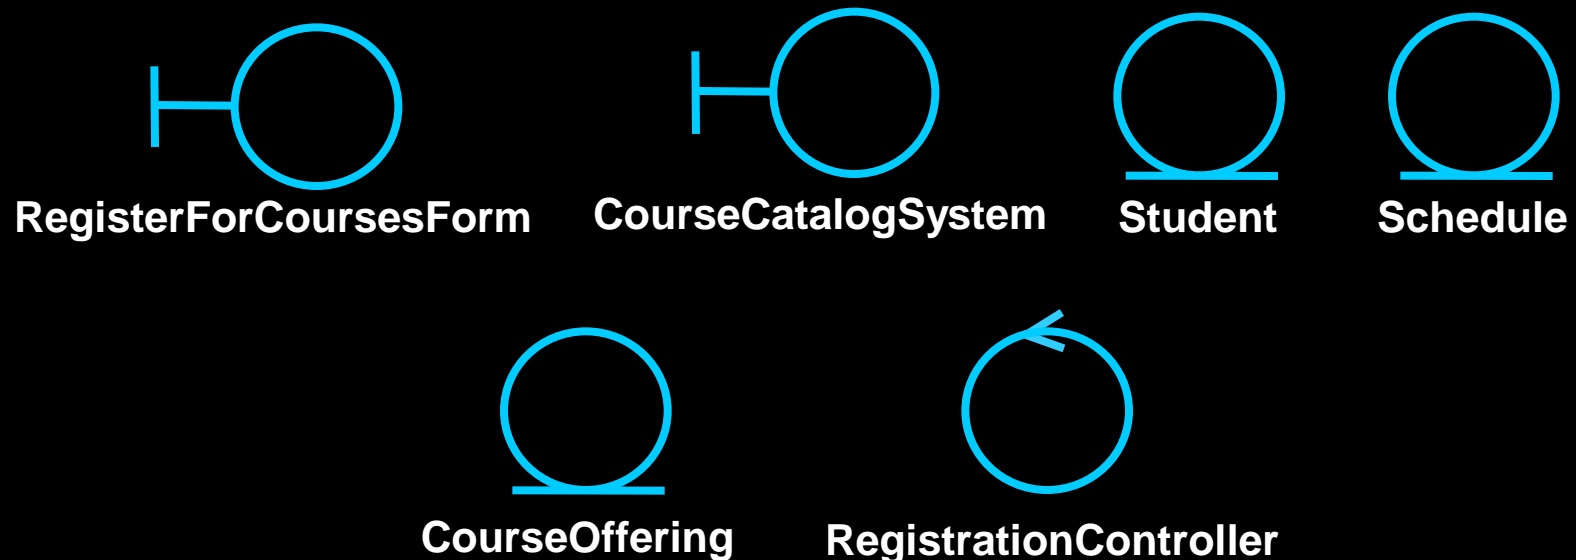 RegisterForCoursesForm
CourseCatalogSystem
Student
Schedule
CourseOffering
RegistrationController